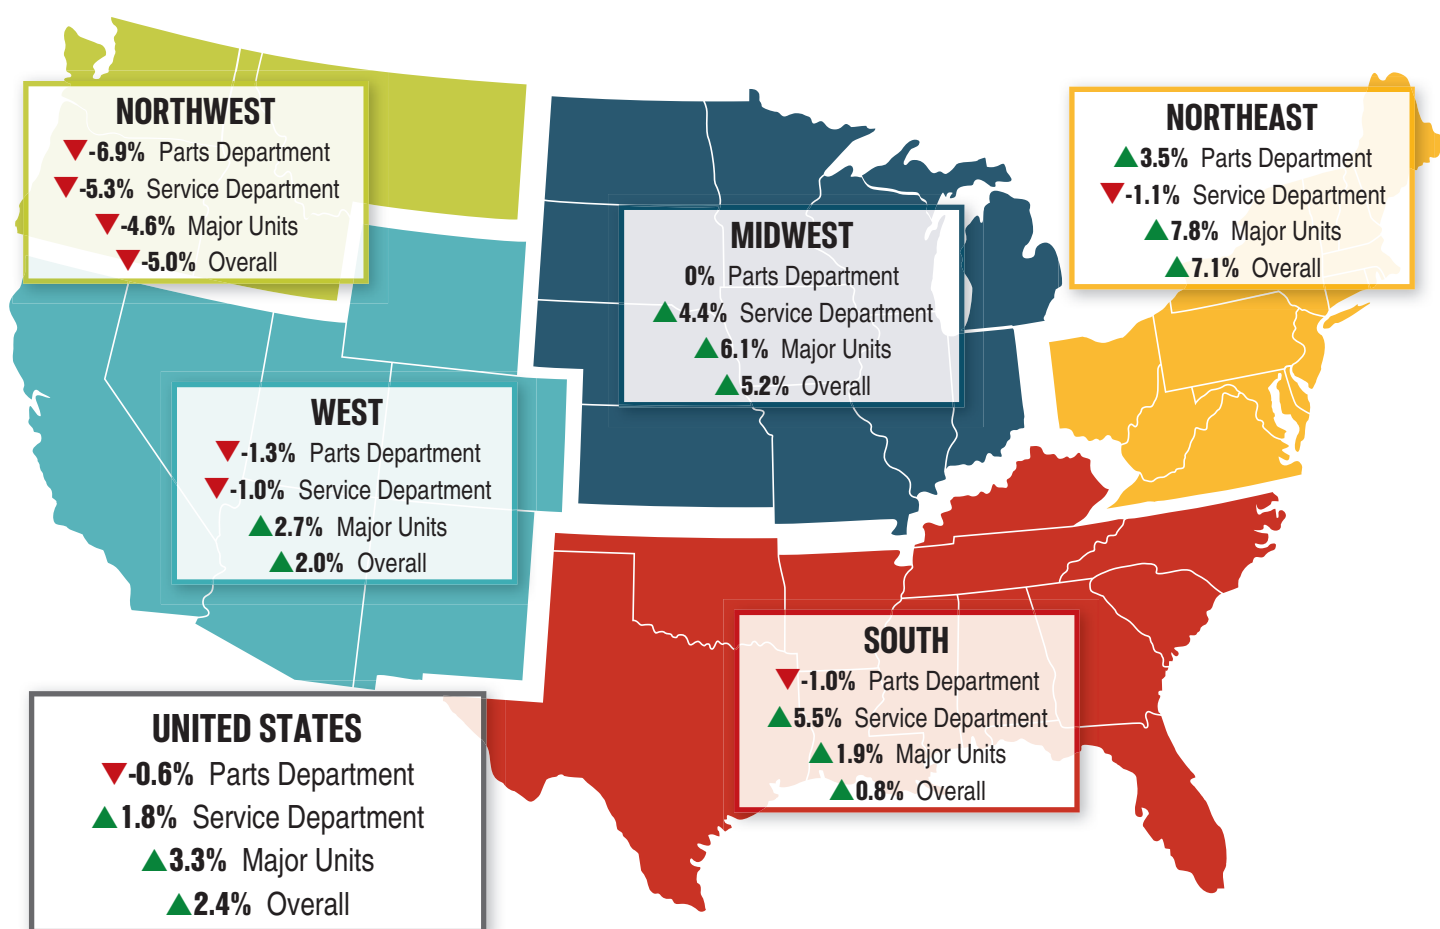 NORTHWEST
-6.9% Parts Department
-5.3% Service Department
-4.6% Major Units
-5.0% Overall
NORTHEAST
3.5% Parts Department
-1.1% Service Department
7.8% Major Units
7.1% Overall
MIDWEST
0% Parts Department
4.4% Service Department
6.1% Major Units
5.2% Overall
WEST
-1.3% Parts Department
-1.0% Service Department
2.7% Major Units
2.0% Overall
SOUTH
-1.0% Parts Department
5.5% Service Department
1.9% Major Units
0.8% Overall
UNITED STATES
-0.6% Parts Department
1.8% Service Department
3.3% Major Units
2.4% Overall